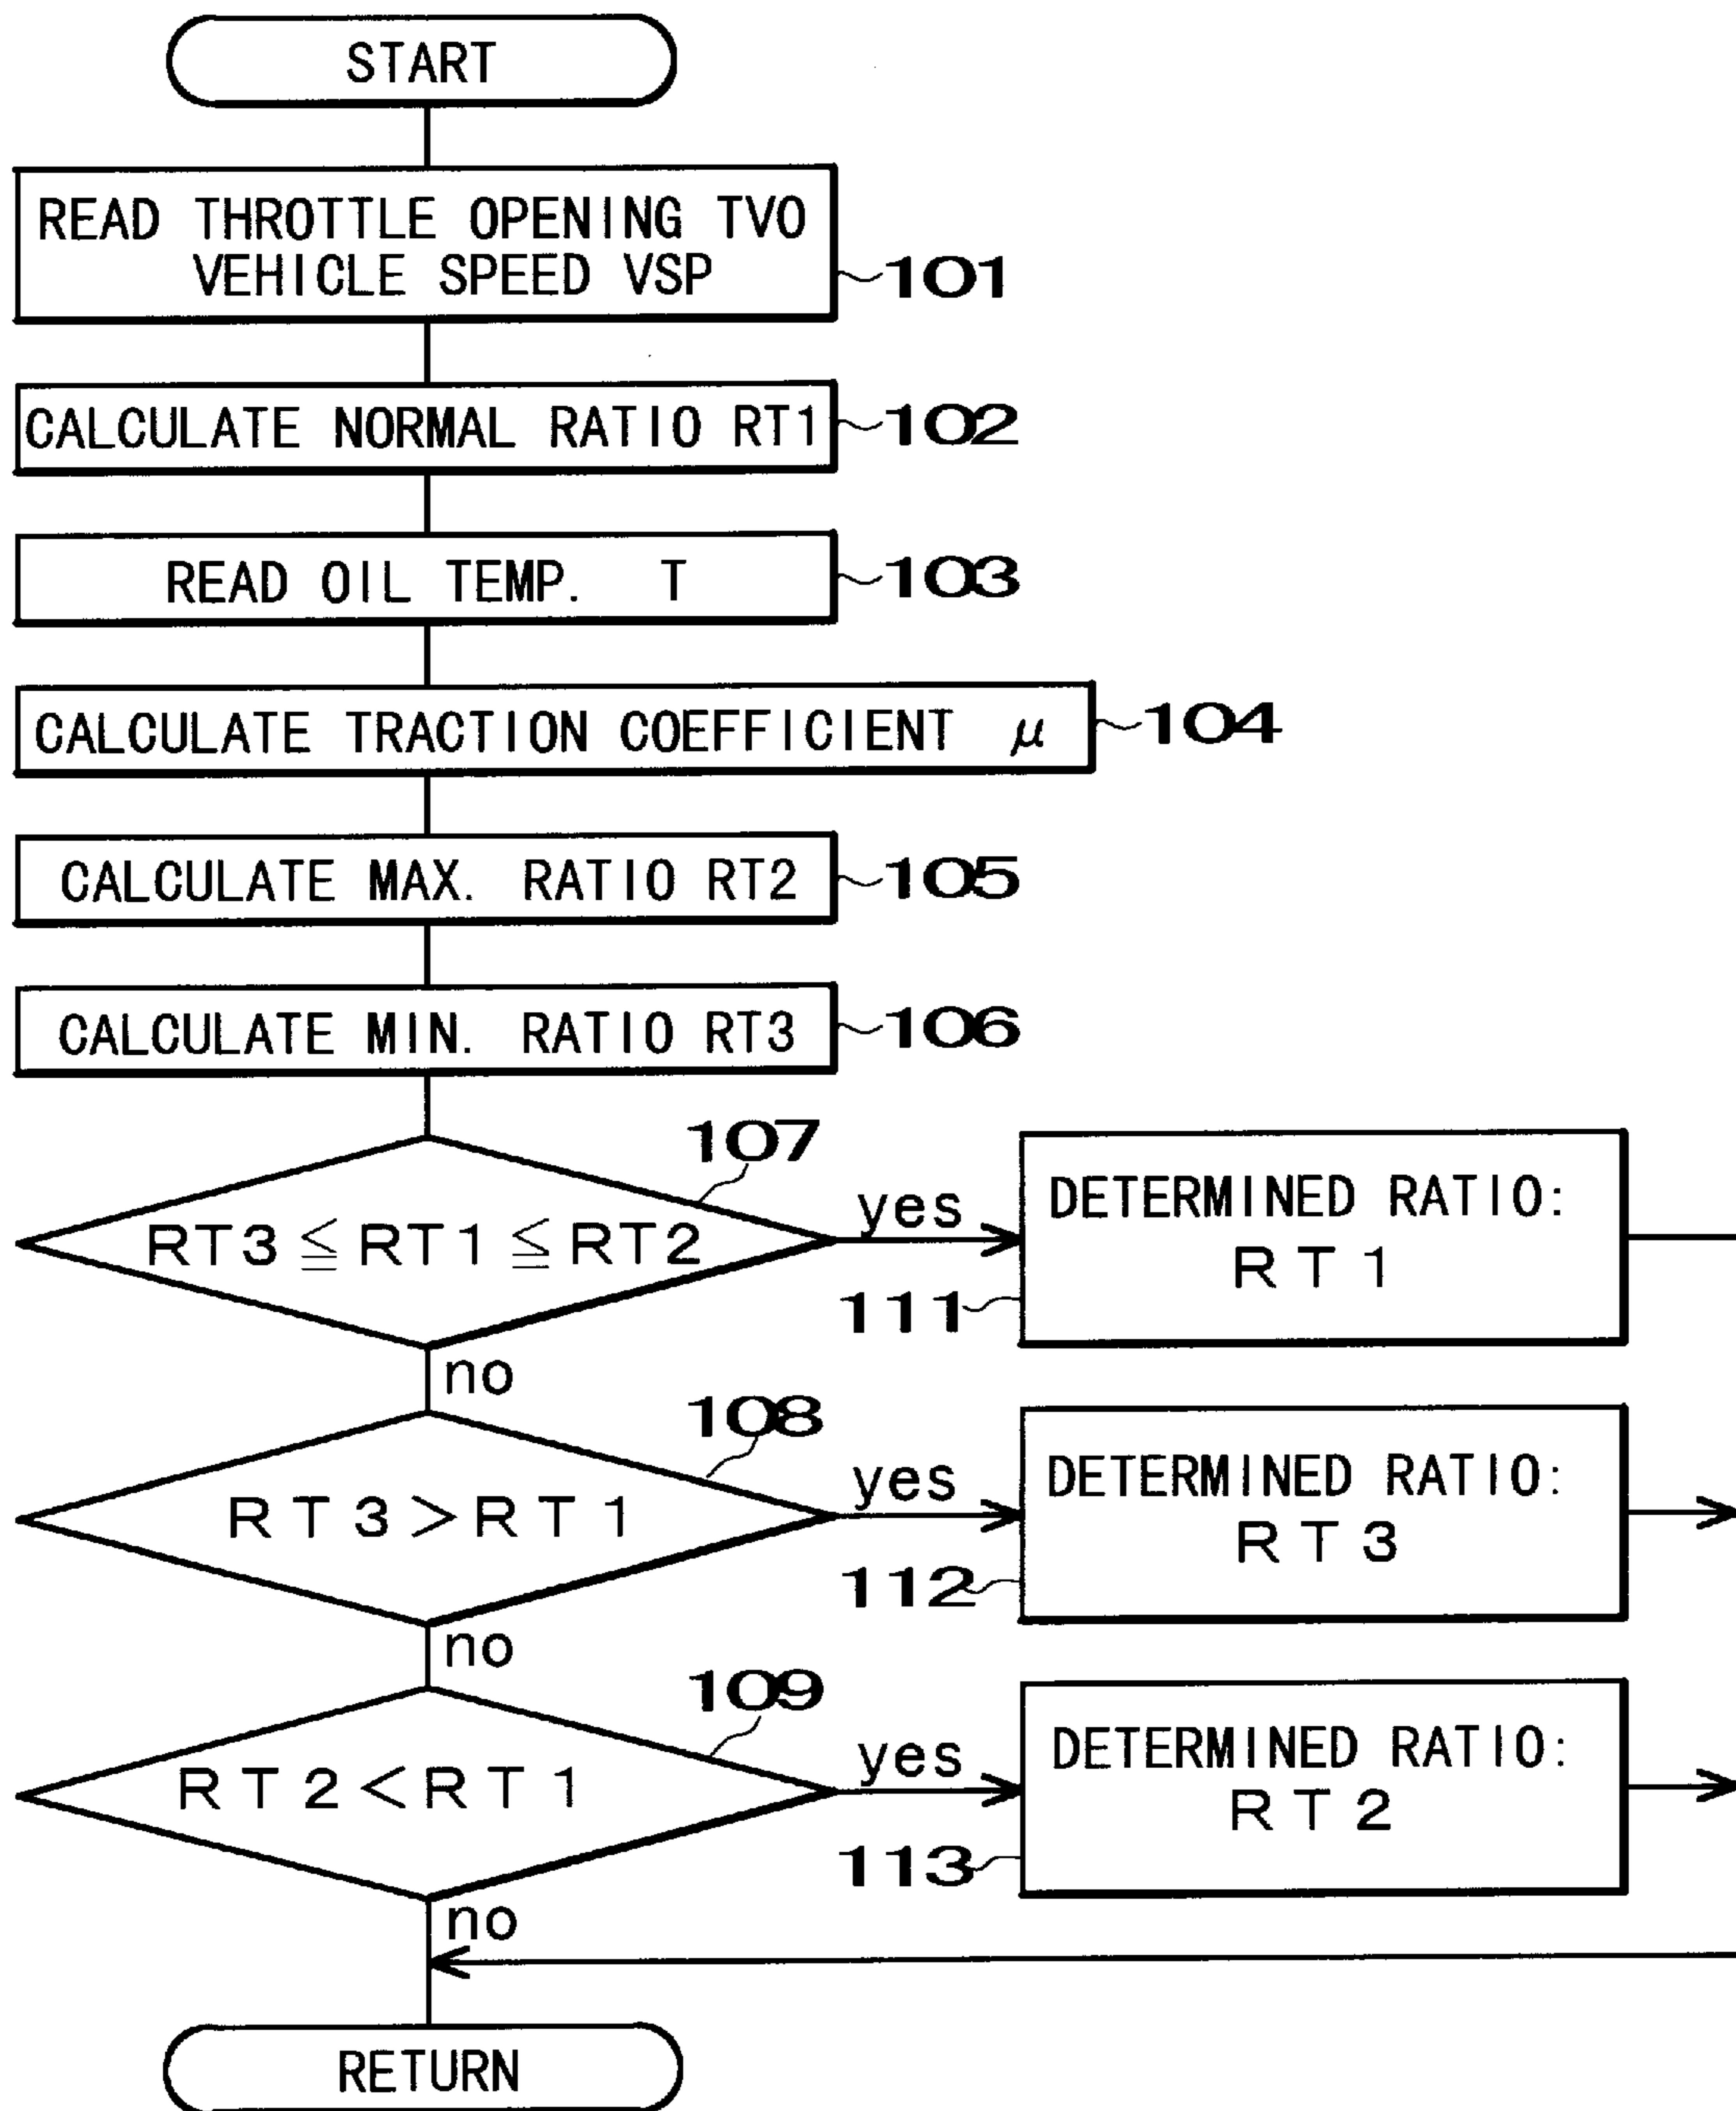 START
READ THROTTLE OPENING TVO
VEHICLE SPEED VSP
101
CALCULATE NORMAL RATIO RT1
102
READ OIL TEMP. T
103
CALCULATE TRACTION COEFFICIENT μ
104
CALCULATE MAX. RATIO RT2
105
CALCULATE MIN. RATIO RT3
106
107
RT3≦RT1≦RT2
yes
DETERMINED RATIO:
RT1
111
no
108
RT3>RT1
yes
DETERMINED RATIO:
RT3
112
no
109
RT2<RT1
yes
DETERMINED RATIO:
RT2
113
no
RETURN